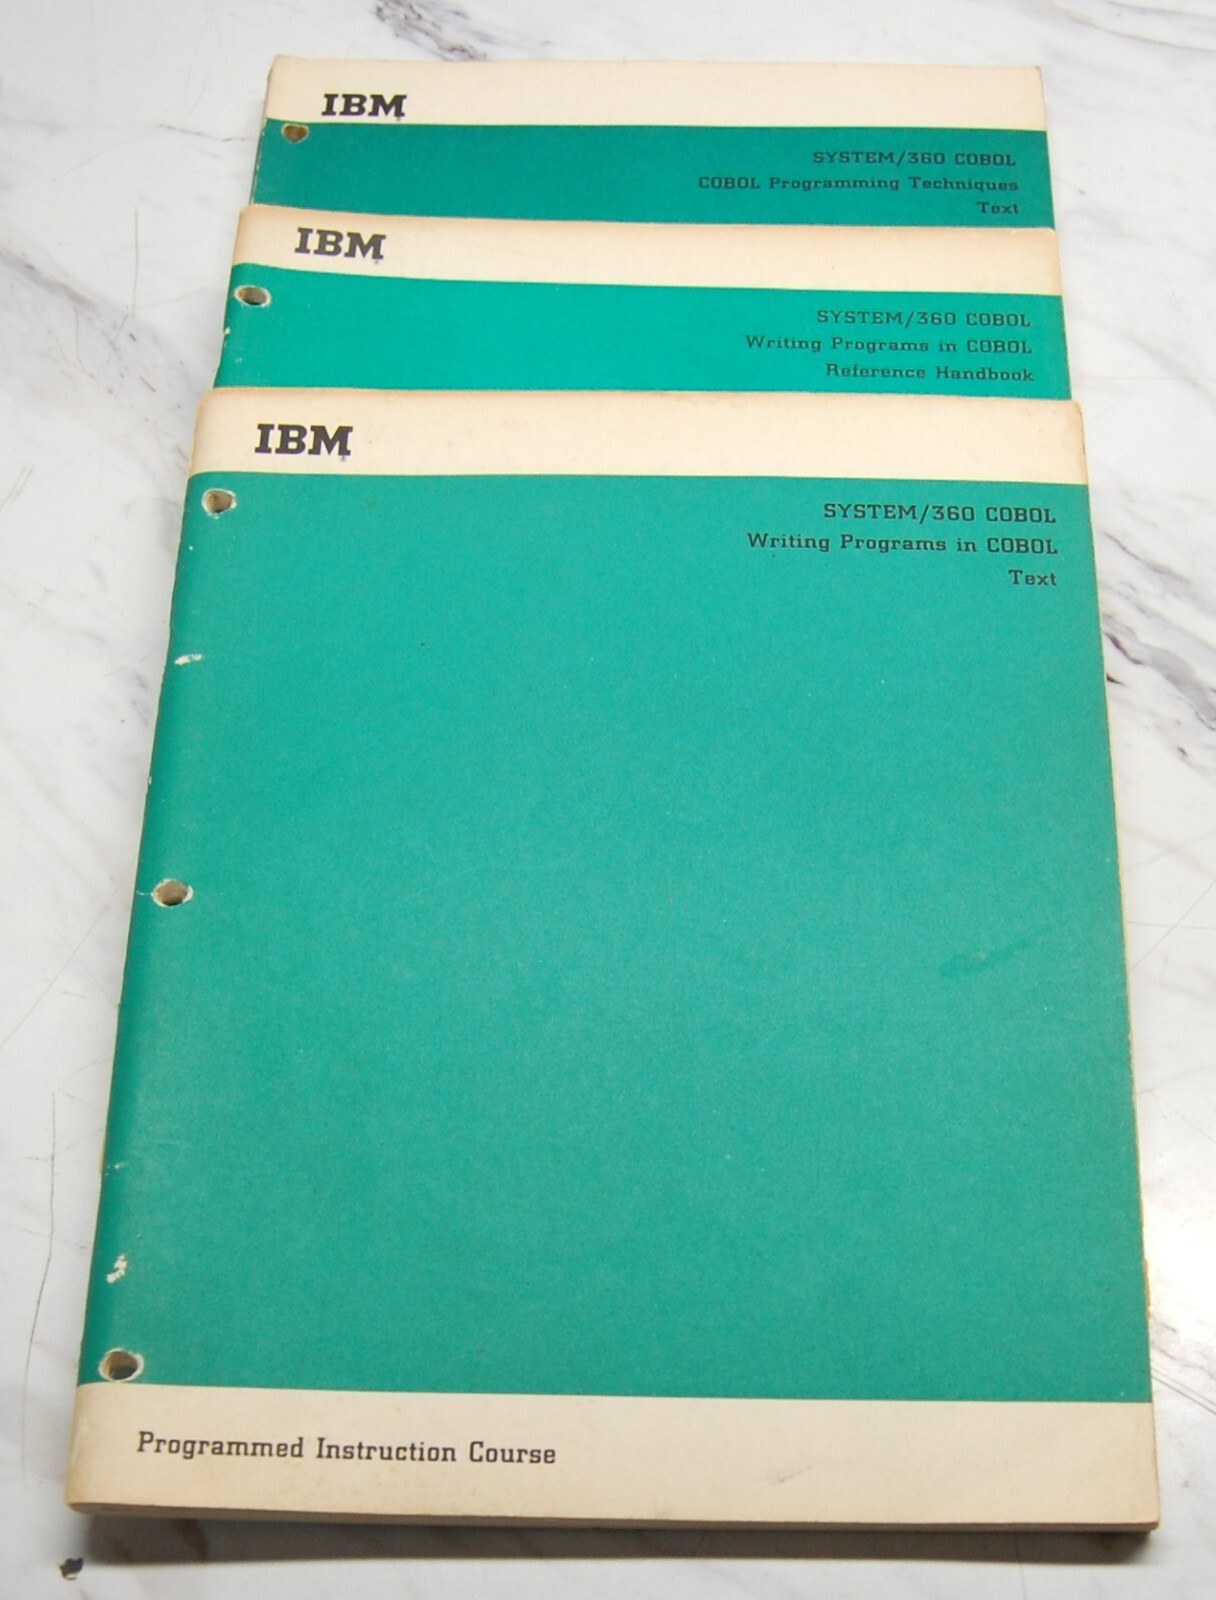 IBM
SYSTEM/360 COBOL
COBOL Programming Techniques
Text
IBM
SYSTEM/360 COBOL
Writing Programs in COBOL
Reference Handbook
IBM
SYSTEM/360 COBOL
Writing Programs in COBOL
Text
Programmed Instruction Course